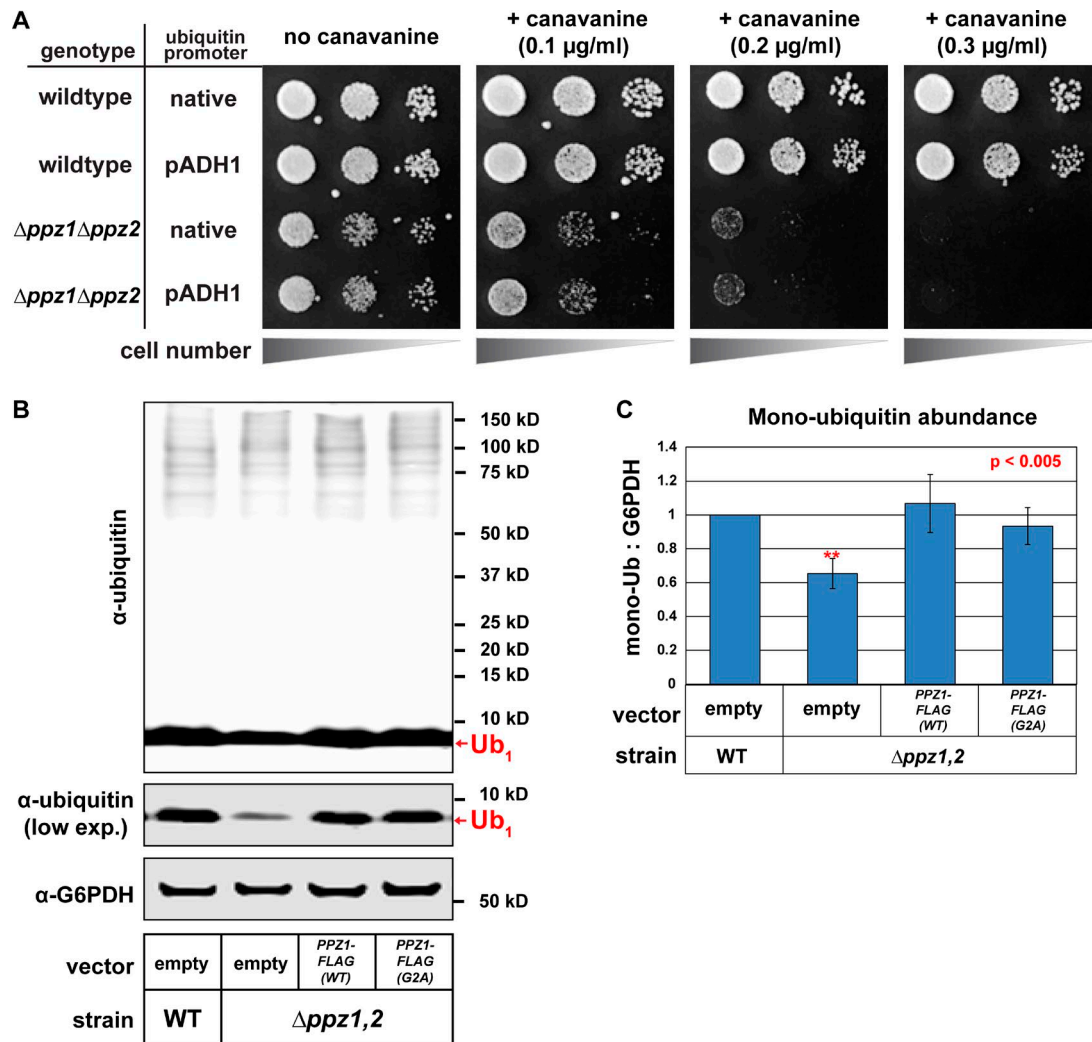 A
genotype
ubiquitin
promoter
no canavanine
+ canavanine
(0.1 µg/ml)
+ canavanine
(0.2 µg/ml)
+ canavanine
(0.3 µg/ml)
wildtype native
wildtype pADH1
Δppz1Δppz2 native
Δppz1Δppz2 pADH1
cell number
B
α-ubiquitin
150 kD
100 kD
75 kD
50 kD
37 kD
25 kD
20 kD
15 kD
10 kD
Ub1
α-ubiquitin
(low exp.)
10 kD
Ub1
α-G6PDH
50 kD
vector empty empty PPZ1-FLAG (WT) PPZ1-FLAG (G2A)
strain WT Δppz1,2
C
Mono-ubiquitin abundance
p < 0.005
mono-Ub : G6PDH
1.4
1.2
1
0.8
0.6
0.4
0.2
0
**
vector empty empty PPZ1-FLAG (WT) PPZ1-FLAG (G2A)
strain WT Δppz1,2